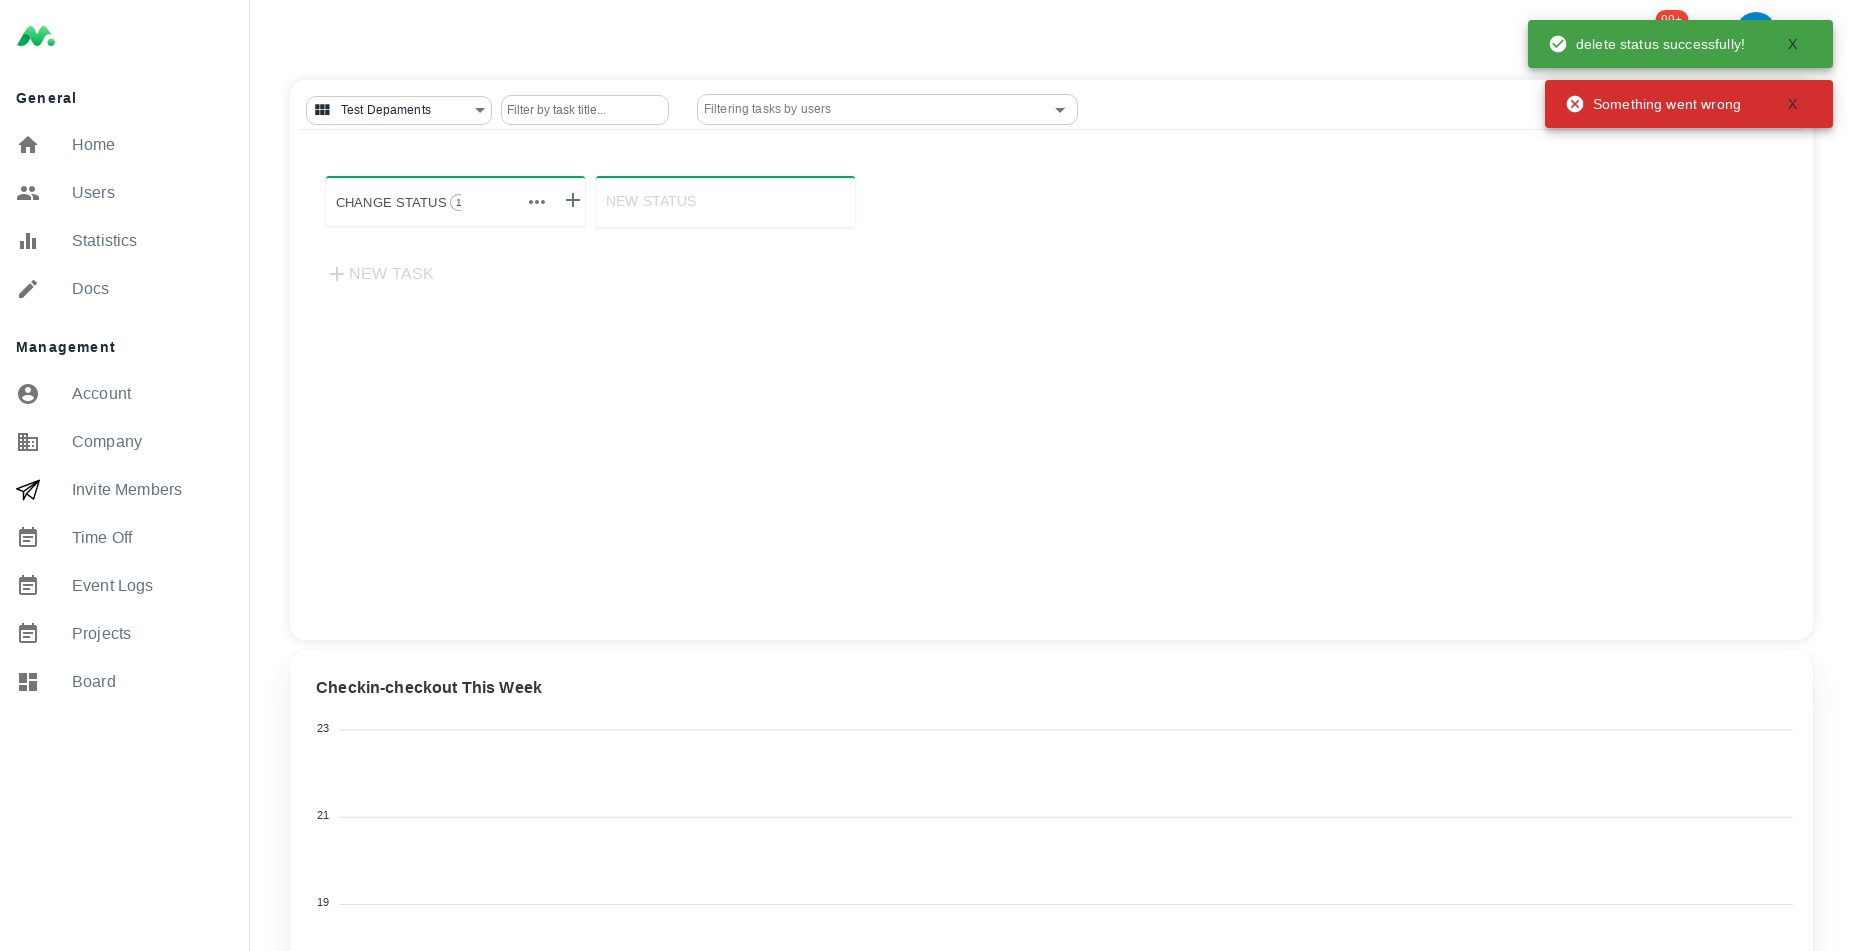 General
Home
Users
Statistics
Docs
Management
Account
Company
Invite Members
Time Off
Event Logs
Projects
Board
delete status successfully! X
Something went wrong X
Test Depaments
Filter by task title...
Filtering tasks by users
CHANGE STATUS 1
NEW STATUS
NEW TASK
Checkin-checkout This Week
23
21
19